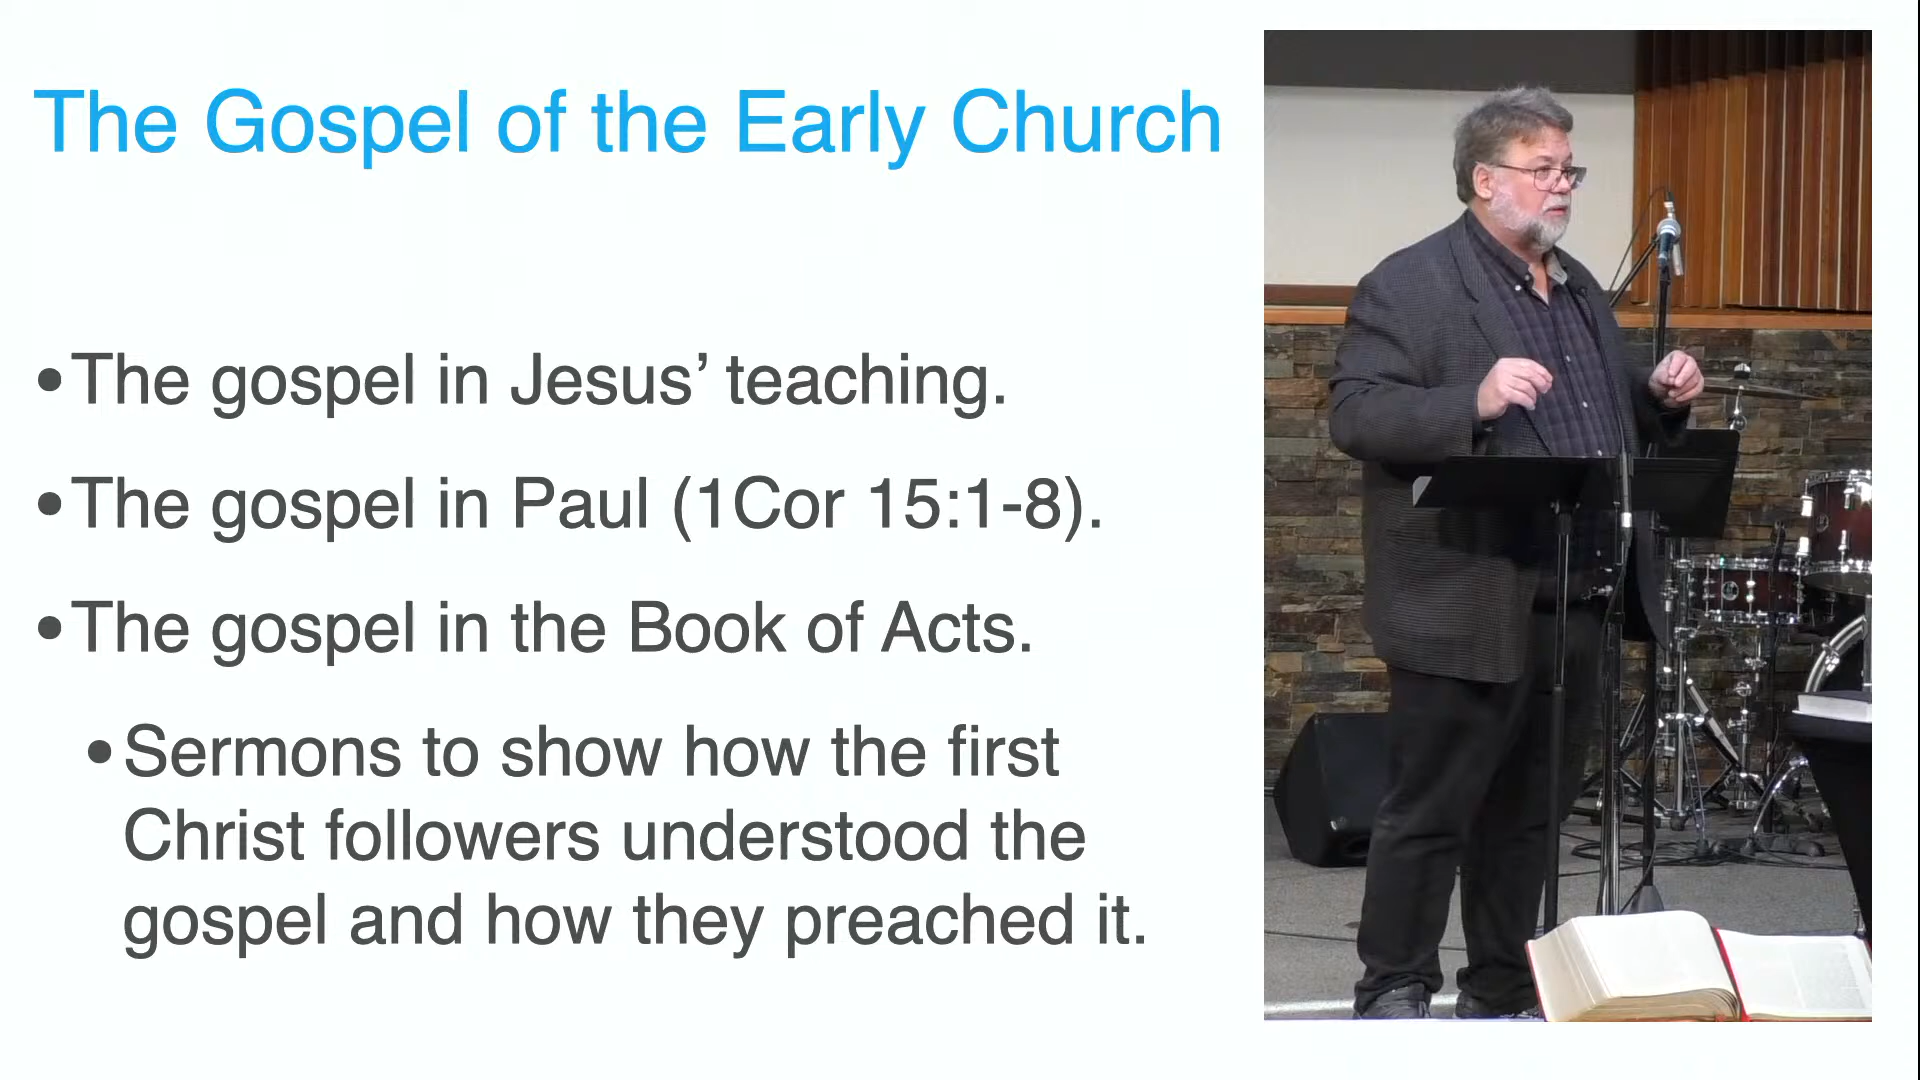 The Gospel of the Early Church
•The gospel in Jesus’ teaching.
•The gospel in Paul (1Cor 15:1-8).
•The gospel in the Book of Acts.
•Sermons to show how the first
Christ followers understood the
gospel and how they preached it.